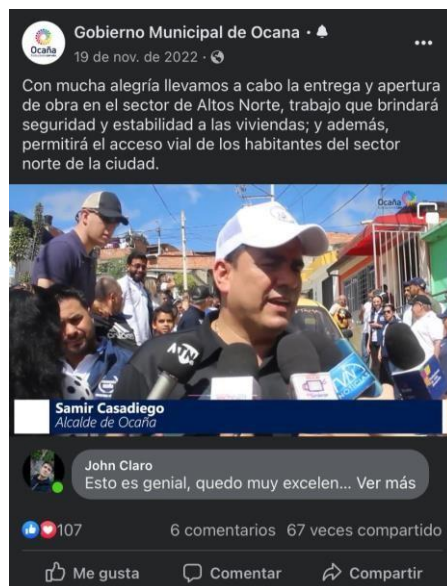 Gobierno Municipal de Ocana
19 de nov. de 2022
Con mucha alegría llevamos a cabo la entrega y apertura
de obra en el sector de Altos Norte, trabajo que brindará
seguridad y estabilidad a las viviendas; y además,
permitirá el acceso vial de los habitantes del sector
norte de la ciudad.
Ocaña
Ocaña
ATN
NOTICIAS
Samir Casadiego
Alcalde de Ocaña
John Claro
Esto es genial, quedo muy excelen... Ver más
107
6 comentarios 67 veces compartido
Me gusta
Comentar
Compartir